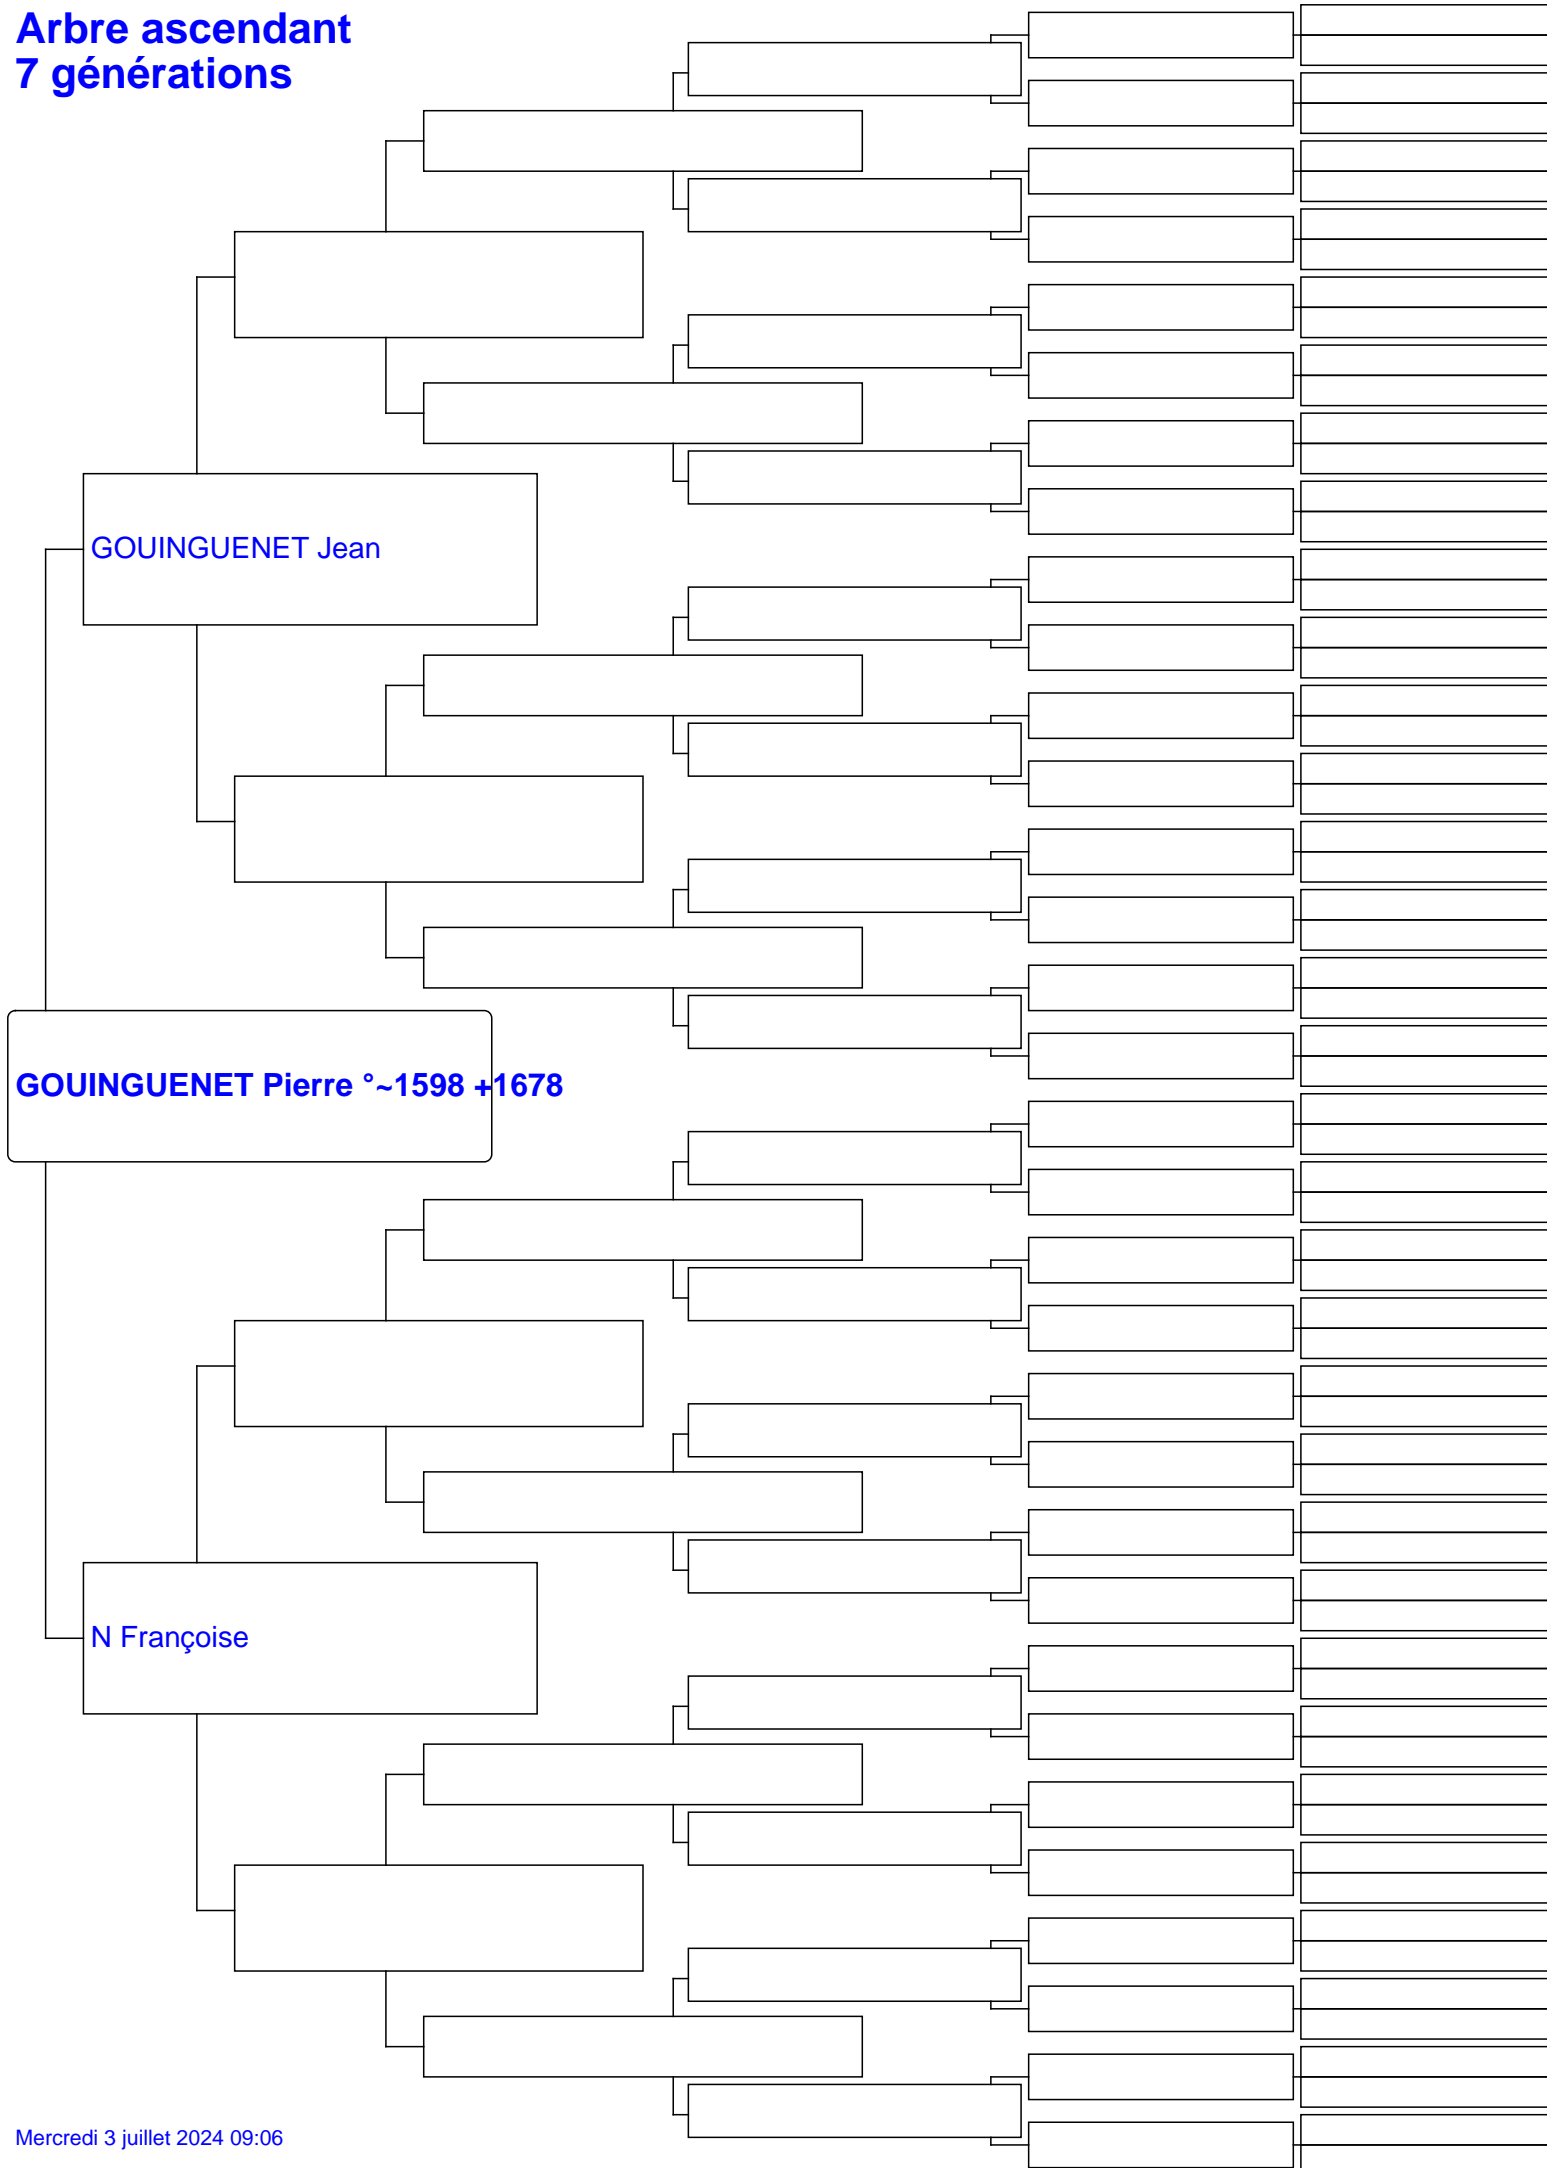 Arbre ascendant
7 générations
GOUINGUENET Jean
GOUINGUENET Pierre °~1598 +1678
N Françoise
Mercredi 3 juillet 2024 09:06